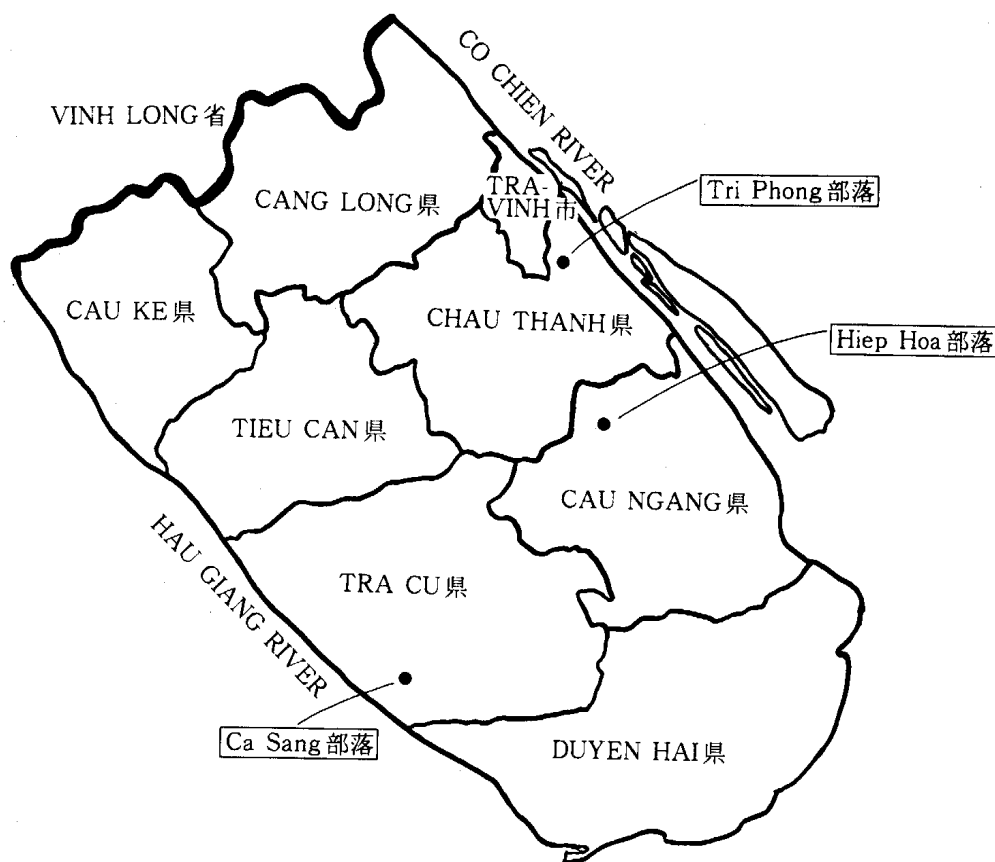 CO CHIEN RIVER
VINH LONG省
CANG LONG県
TRA-
VINH市
Tri Phong部落
CAU KE県
CHAU THANH県
Hiep Hoa部落
TIEU CAN県
CAU NGANG県
HAU GIANG RIVER
TRA CU県
Ca Sang部落
DUYEN HAI県